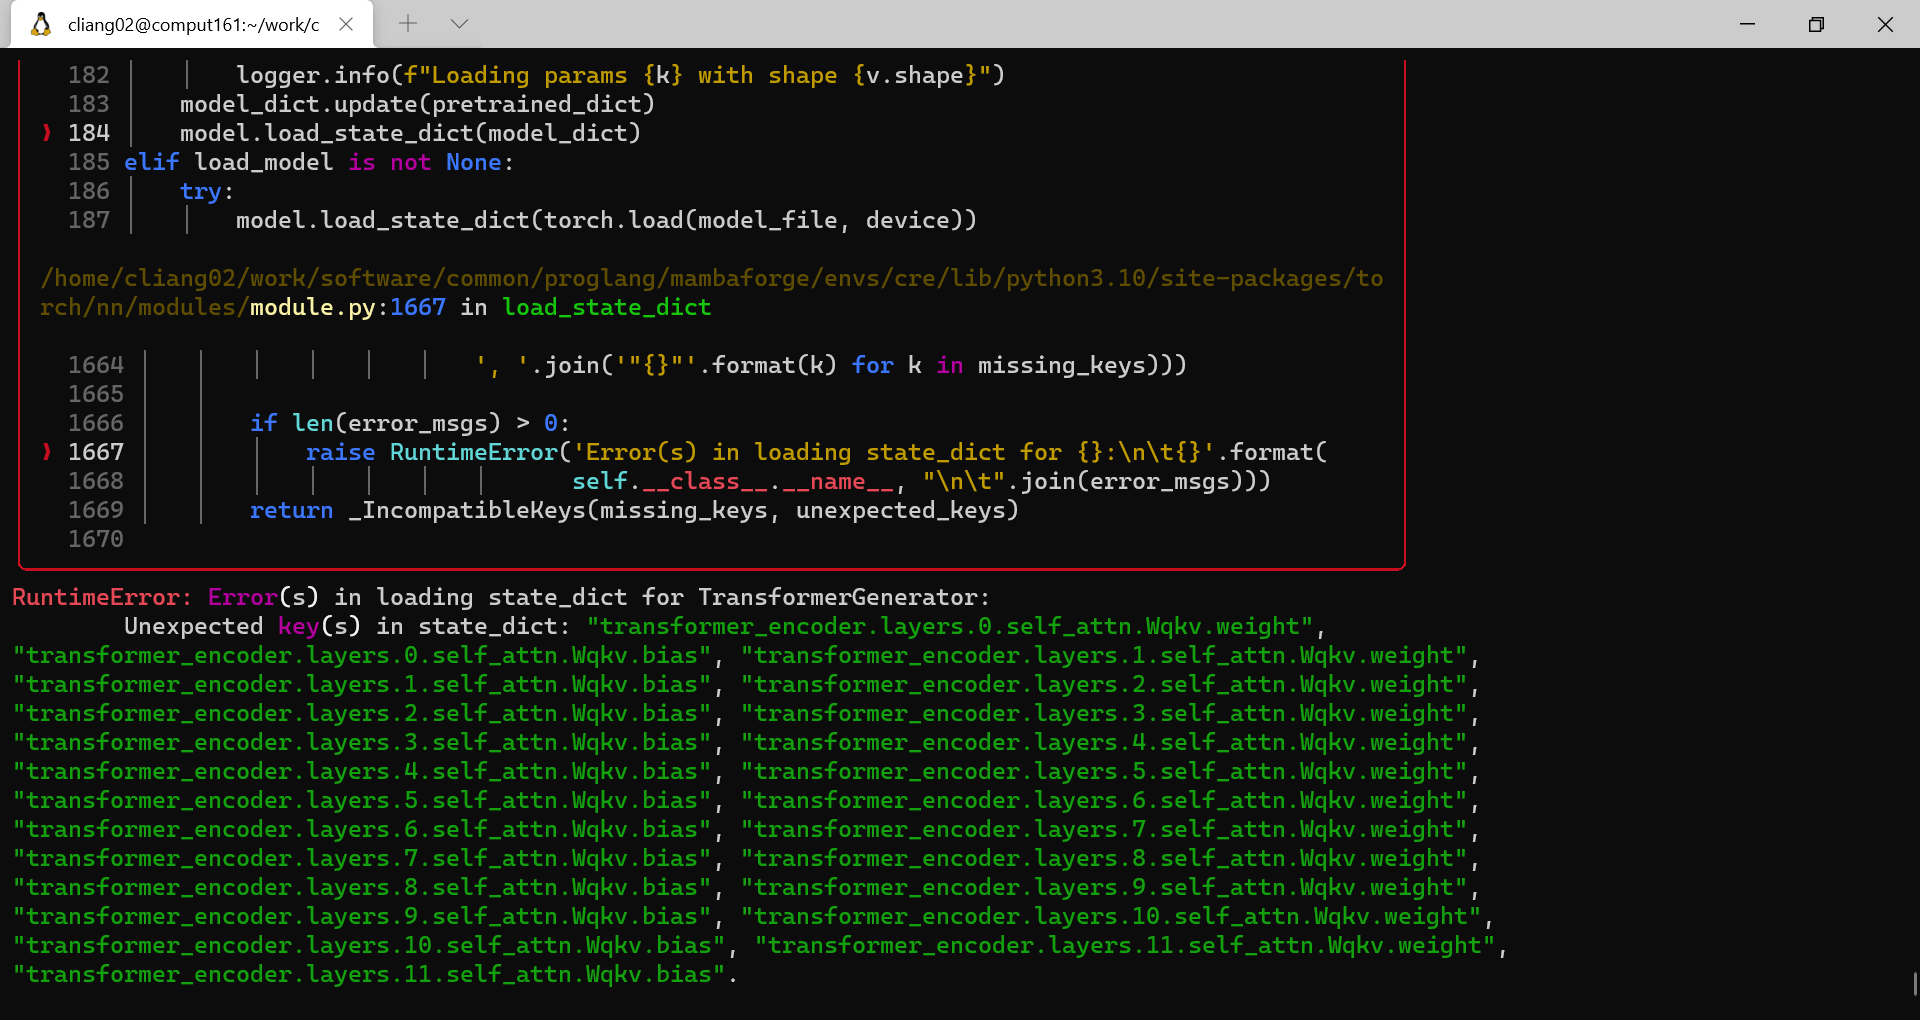 cliang02@comput161:~/work/c
182 logger.info(f"Loading params {k} with shape {v.shape}")
183 model_dict.update(pretrained_dict)
❱ 184 model.load_state_dict(model_dict)
185 elif load_model is not None:
186 try:
187 model.load_state_dict(torch.load(model_file, device))
/home/cliang02/work/software/common/proglang/mambaforge/envs/cre/lib/python3.10/site-packages/to
rch/nn/modules/module.py:1667 in load_state_dict
1664 ', '.join('"{}"'.format(k) for k in missing_keys)))
1665
1666 if len(error_msgs) > 0:
❱ 1667 raise RuntimeError('Error(s) in loading state_dict for {}:\n\t{}'.format(
1668 self.__class__.__name__, "\n\t".join(error_msgs)))
1669 return _IncompatibleKeys(missing_keys, unexpected_keys)
1670
RuntimeError: Error(s) in loading state_dict for TransformerGenerator:
Unexpected key(s) in state_dict: "transformer_encoder.layers.0.self_attn.Wqkv.weight",
"transformer_encoder.layers.0.self_attn.Wqkv.bias", "transformer_encoder.layers.1.self_attn.Wqkv.weight",
"transformer_encoder.layers.1.self_attn.Wqkv.bias", "transformer_encoder.layers.2.self_attn.Wqkv.weight",
"transformer_encoder.layers.2.self_attn.Wqkv.bias", "transformer_encoder.layers.3.self_attn.Wqkv.weight",
"transformer_encoder.layers.3.self_attn.Wqkv.bias", "transformer_encoder.layers.4.self_attn.Wqkv.weight",
"transformer_encoder.layers.4.self_attn.Wqkv.bias", "transformer_encoder.layers.5.self_attn.Wqkv.weight",
"transformer_encoder.layers.5.self_attn.Wqkv.bias", "transformer_encoder.layers.6.self_attn.Wqkv.weight",
"transformer_encoder.layers.6.self_attn.Wqkv.bias", "transformer_encoder.layers.7.self_attn.Wqkv.weight",
"transformer_encoder.layers.7.self_attn.Wqkv.bias", "transformer_encoder.layers.8.self_attn.Wqkv.weight",
"transformer_encoder.layers.8.self_attn.Wqkv.bias", "transformer_encoder.layers.9.self_attn.Wqkv.weight",
"transformer_encoder.layers.9.self_attn.Wqkv.bias", "transformer_encoder.layers.10.self_attn.Wqkv.weight",
"transformer_encoder.layers.10.self_attn.Wqkv.bias", "transformer_encoder.layers.11.self_attn.Wqkv.weight",
"transformer_encoder.layers.11.self_attn.Wqkv.bias".